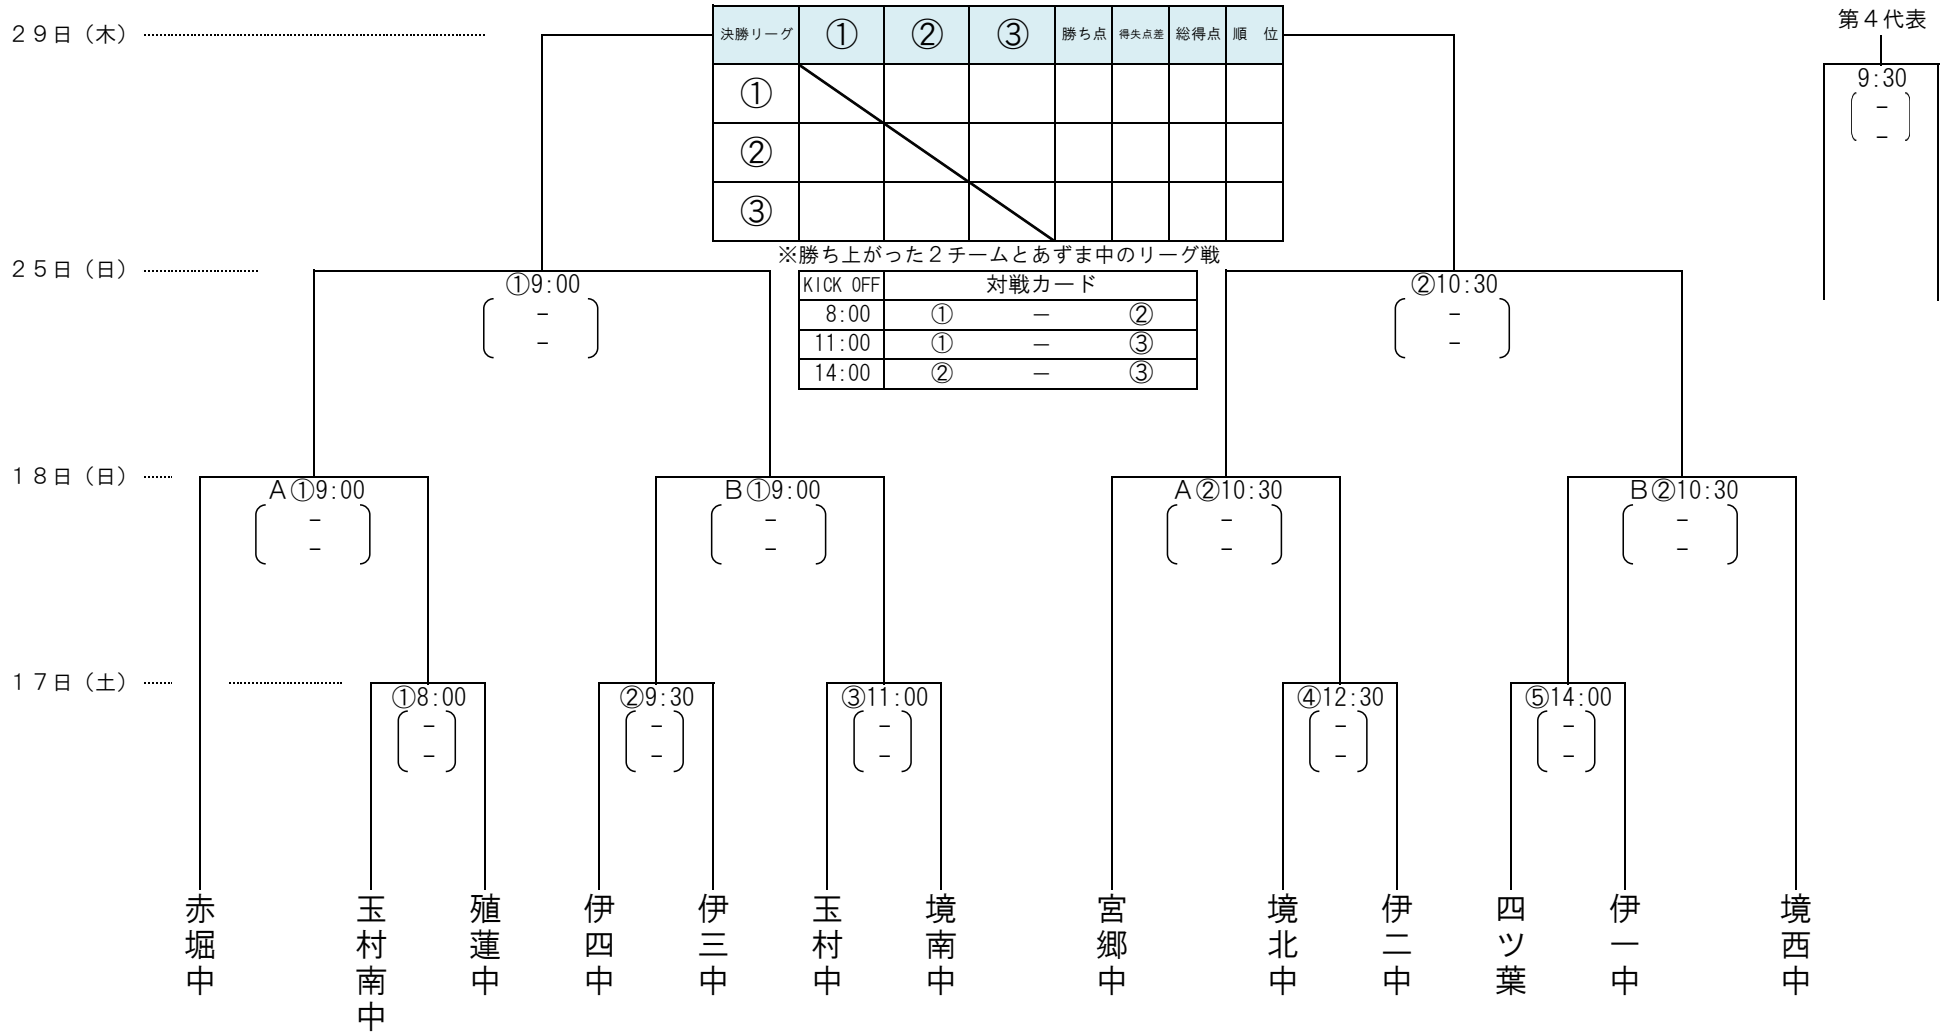 第４代表
２９日（木）
決勝リーグ ① ② ③ 勝ち点 得失点差 総得点 順　位
9:30
-
-
①
②
③
※勝ち上がった２チームとあずま中のリーグ戦
２５日（日）
①9:00
-
-
KICK OFF 対戦カード
8:00 ① － ②
11:00 ① － ③
14:00 ② － ③
②10:30
-
-
１８日（日）
Ａ①9:00 Ｂ①9:00 Ａ②10:30 Ｂ②10:30
- - - -
- - - -
１７日（土）
①8:00 ②9:30 ③11:00 ④12:30 ⑤14:00
- - - - -
- - - - -
赤堀中
玉村南中
殖蓮中
伊四中
伊三中
玉村中
境南中
宮郷中
境北中
伊二中
四ツ葉
伊一中
境西中